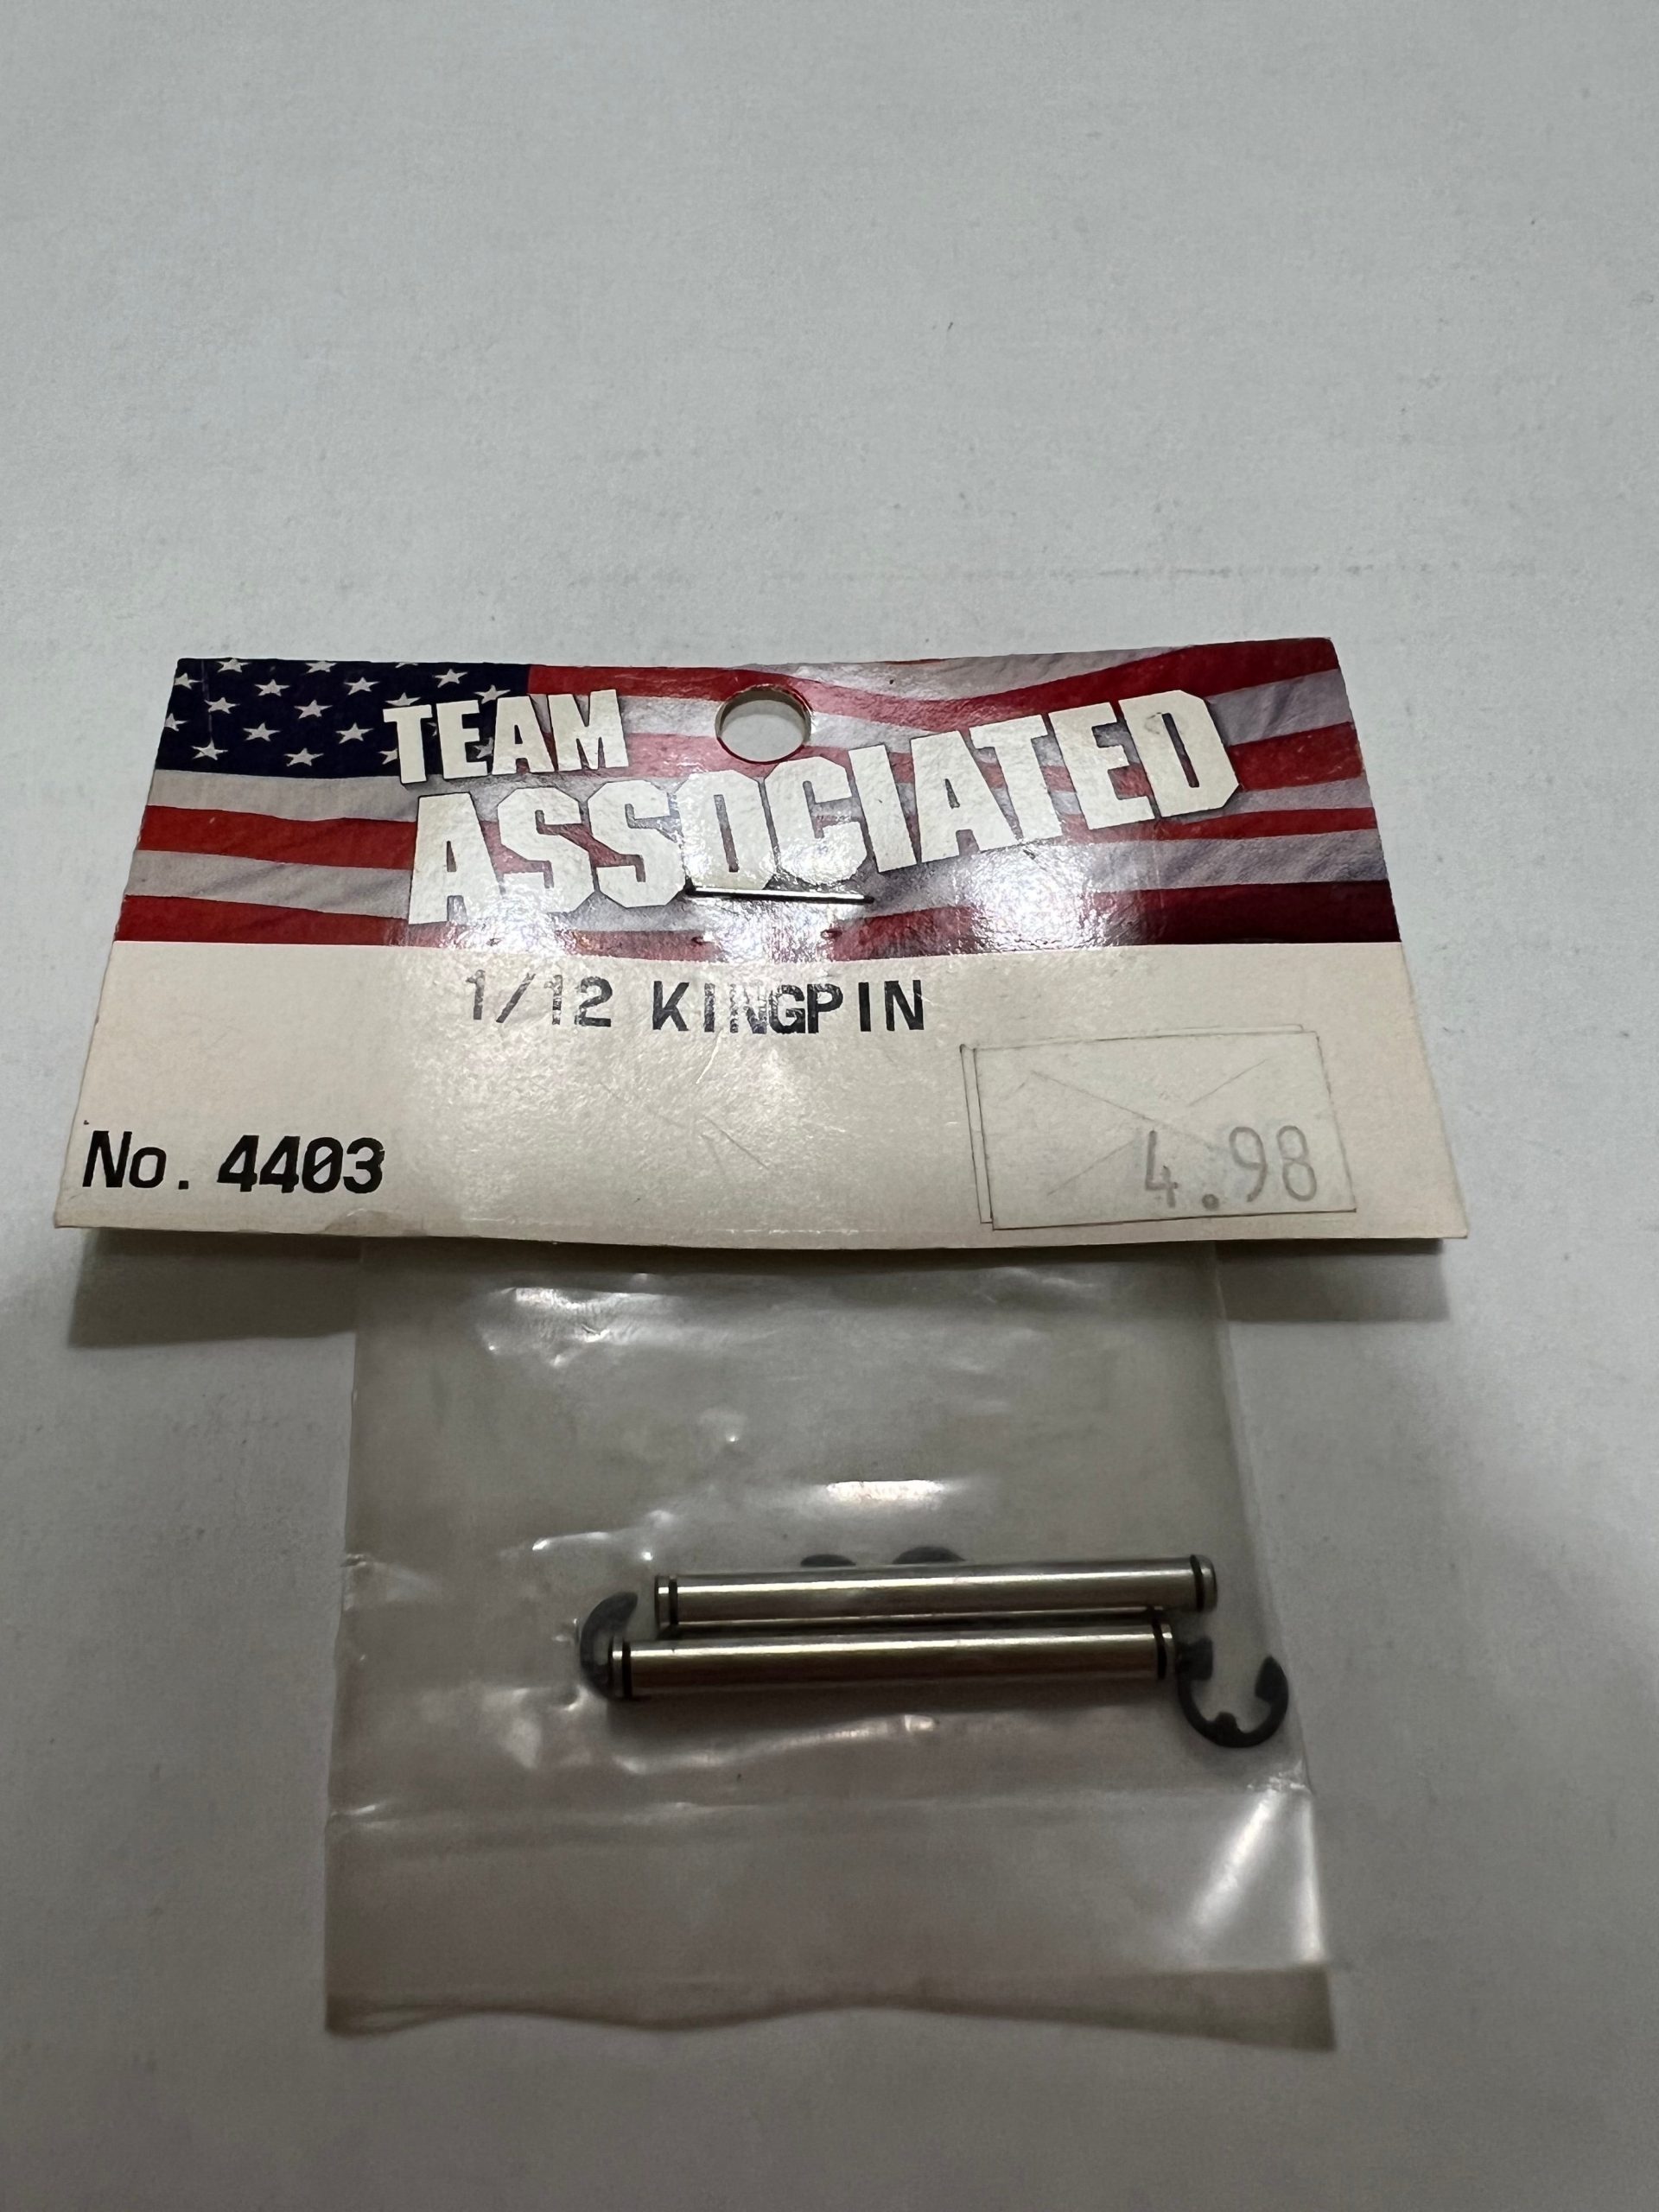 TEAM
ASSOCIATED
1/12 KINGPIN
No. 4403
4.98